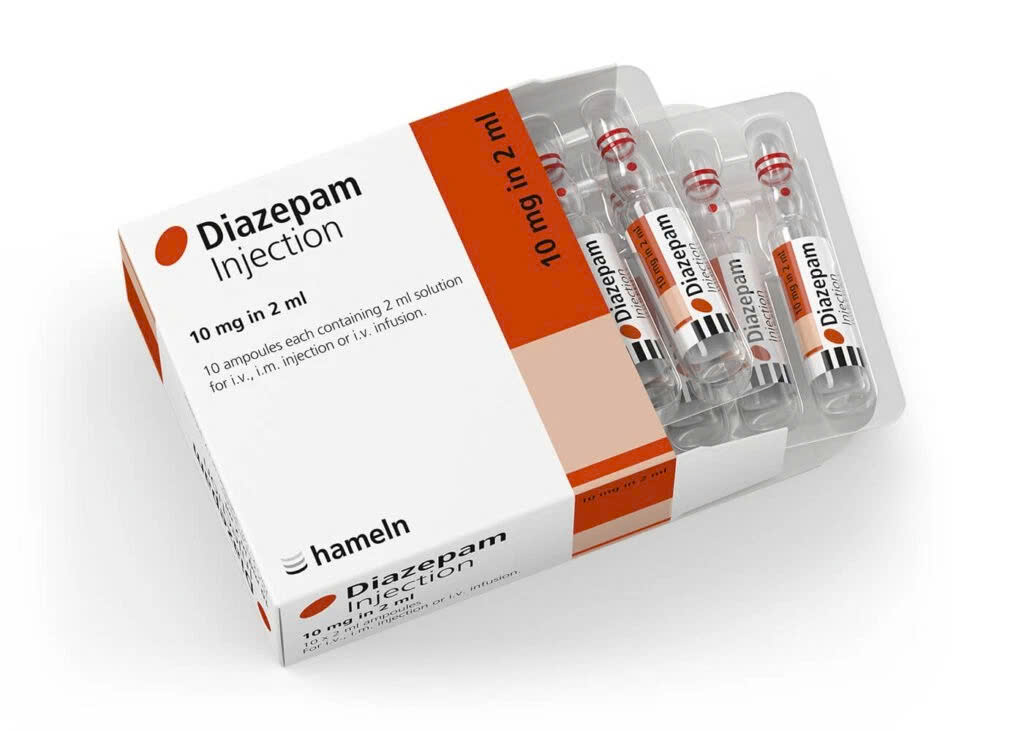 Diazepam
Injection
10 mg in 2 ml
10 ampoules each containing 2 ml solution
for i.v., i.m. injection or i.v. infusion.
hameln
10 mg in 2 ml
10 mg in 2 ml
Diazepam
Injection
10 mg in 2 ml
10 x 2 ml ampoules.
For i.v., i.m. injection or i.v. infusion.
Diazepam
Injection
10 mg in 2 ml
Diazepam
Injection
Diazepam
Injection
10 mg in 2 ml
Diazepam
Injection